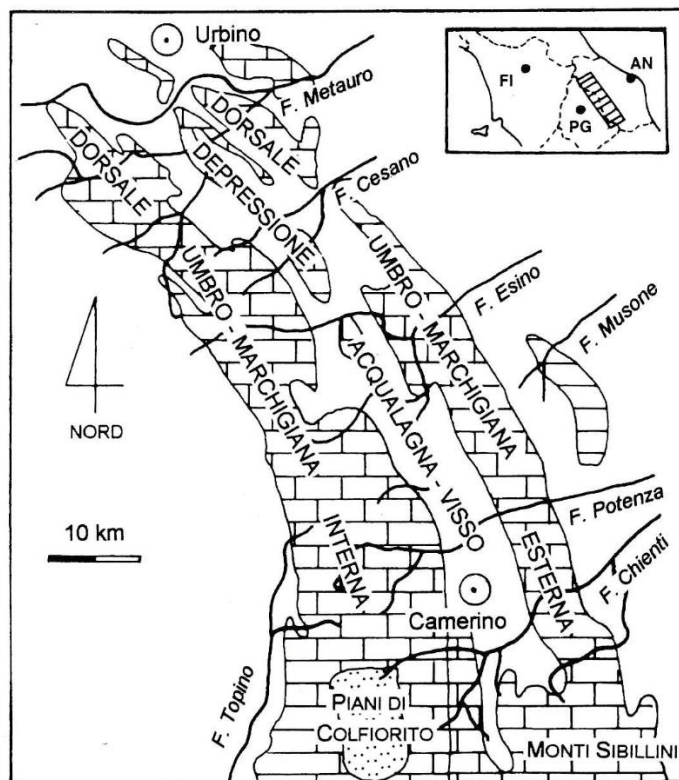 Urbino
F. Metauro
FI
AN
PG
DORSALE
DORSALE
DEPRESSIONE
F. Cesano
UMBRO - MARCHIGIANA
UMBRO - MARCHIGIANA
F. Esino
F. Musone
ACQUALAGNA - VISSO
NORD
10 km
INTERNA
ESTERNA
F. Potenza
F. Chienti
Camerino
F. Topino
PIANI DI
COLFIORITO
MONTI SIBILLINI